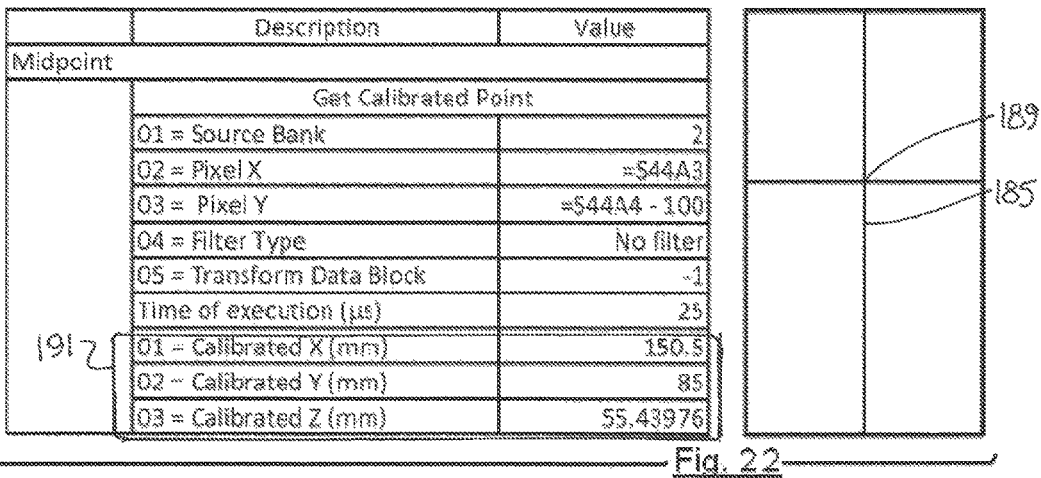 Description Value
Midpoint
Get Calibrated Point
01 = Source Bank 2
02 = Pixel X =S44A3
03 = Pixel Y =S44A4 - 100
04 = Filter Type No filter
05 = Transform Data Block -1
Time of execution (µs) 25
01 = Calibrated X (mm) 150.5
02 = Calibrated Y (mm) 85
03 = Calibrated Z (mm) 55.43976
191
189
185
Fig. 22